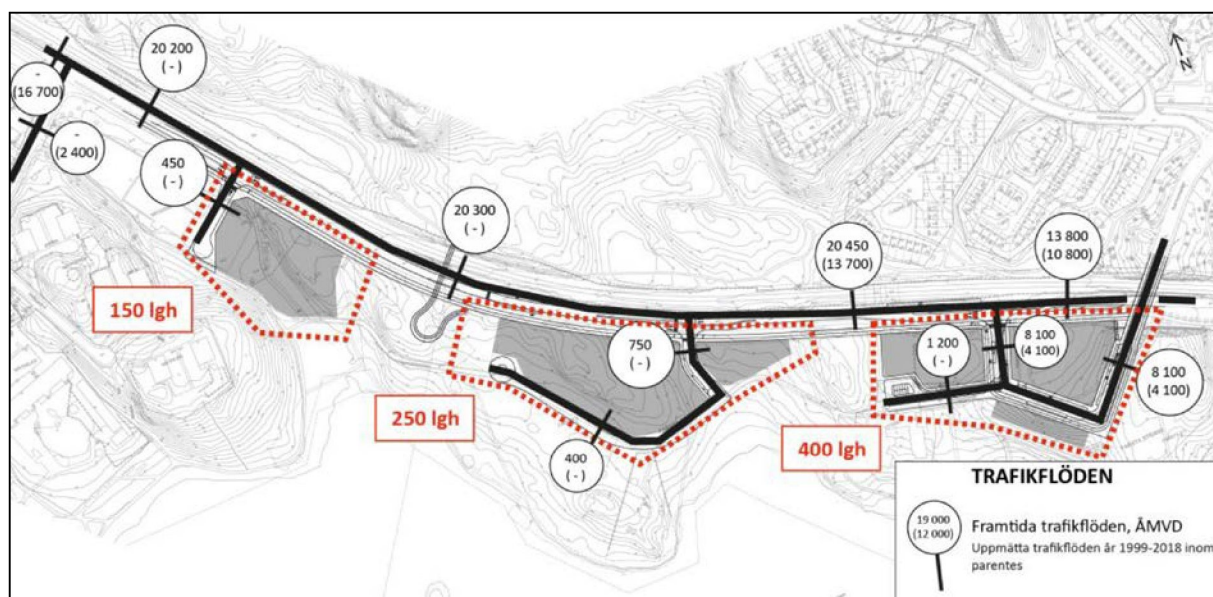 20 200
( - )
-
(16 700)
-
(2 400)
450
( - )
20 300
( - )
20 450
(13 700)
13 800
(10 800)
N
150 lgh
750
( - )
1 200
( - )
8 100
(4 100)
8 100
(4 100)
250 lgh
400 lgh
400
( - )
TRAFIKFLÖDEN
19 000
(12 000)
Framtida trafikflöden, ÅMVD
Uppmätta trafikflöden år 1999-2018 inom
parentes